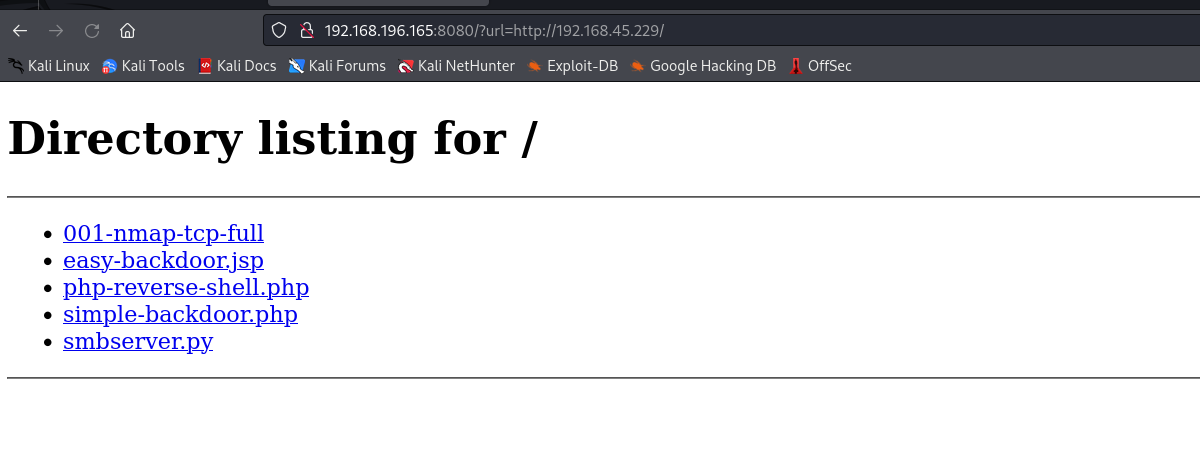 192.168.196.165:8080/?url=http://192.168.45.229/
Kali Linux Kali Tools Kali Docs Kali Forums Kali NetHunter Exploit-DB Google Hacking DB OffSec
Directory listing for /
001-nmap-tcp-full
easy-backdoor.jsp
php-reverse-shell.php
simple-backdoor.php
smbserver.py